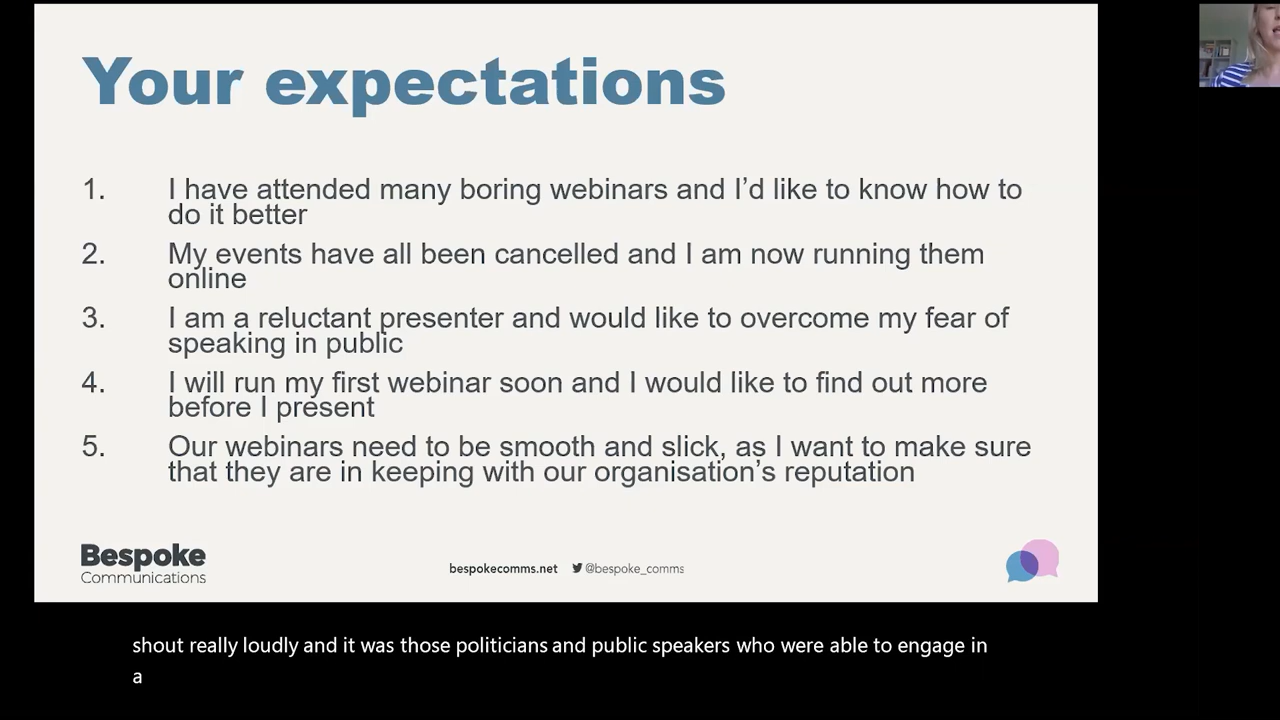 Your expectations
1. I have attended many boring webinars and I’d like to know how to
do it better
2. My events have all been cancelled and I am now running them
online
3. I am a reluctant presenter and would like to overcome my fear of
speaking in public
4. I will run my first webinar soon and I would like to find out more
before I present
5. Our webinars need to be smooth and slick, as I want to make sure
that they are in keeping with our organisation’s reputation
Bespoke
Communications
bespokecomms.net @bespoke_comms
shout really loudly and it was those politicians and public speakers who were able to engage in
a